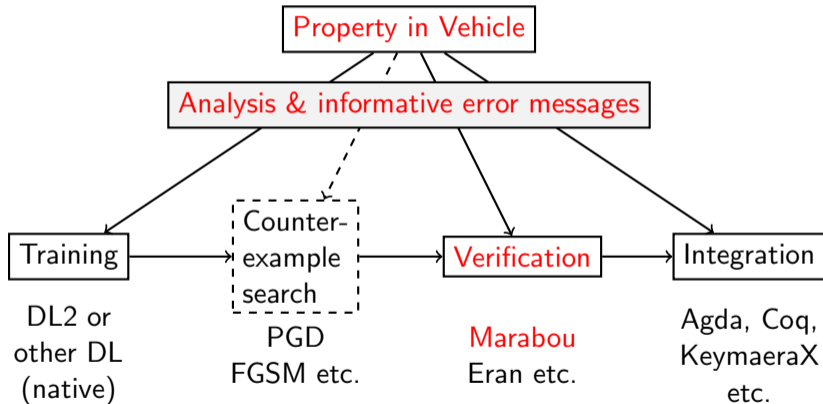 Property in Vehicle
Analysis & informative error messages
Training
Counter-
example
search
Verification
Integration
DL2 or
other DL
(native)
PGD
FGSM etc.
Marabou
Eran etc.
Agda, Coq,
KeymaeraX
etc.